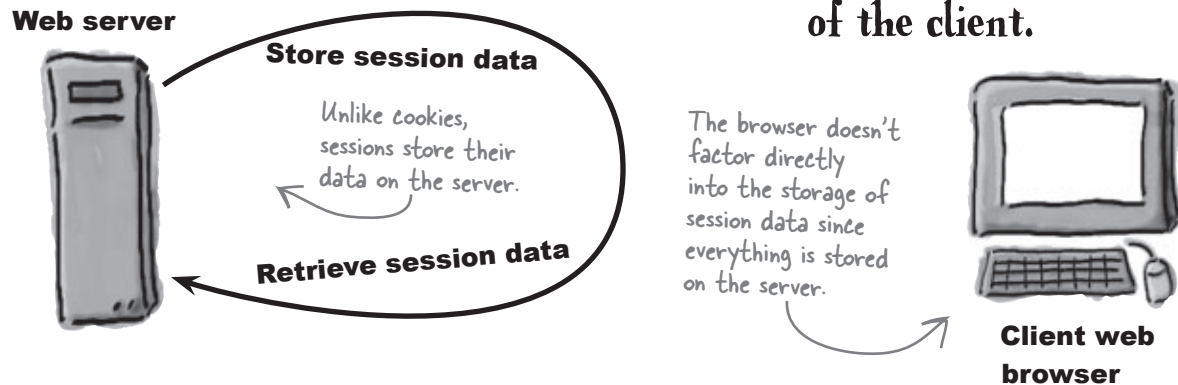 Web server
of the client.
Store session data
Unlike cookies,
sessions store their
data on the server.
The browser doesn't
factor directly
into the storage of
session data since
everything is stored
on the server.
Retrieve session data
Client web
browser